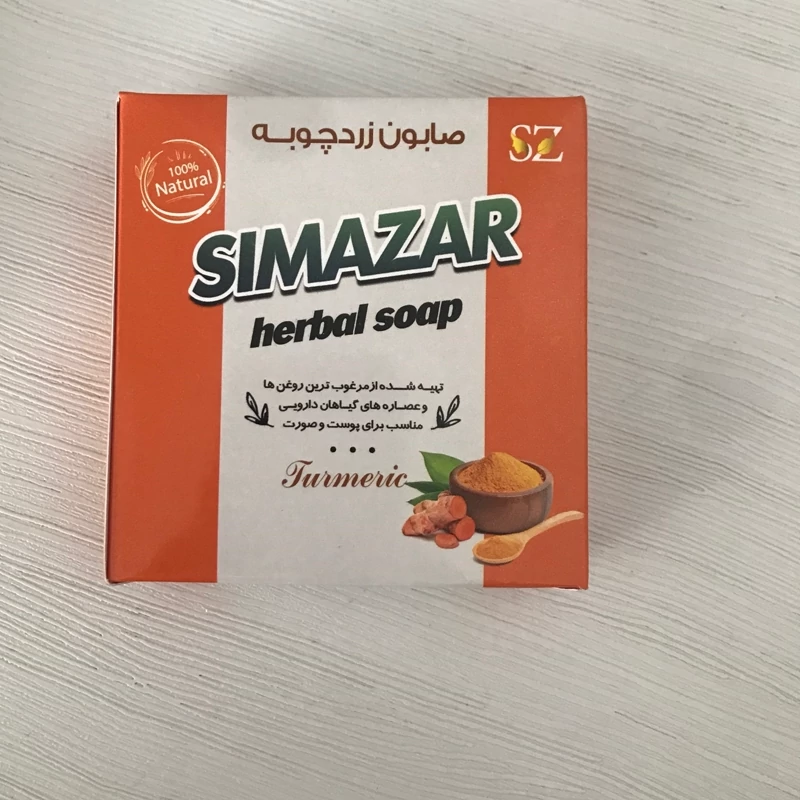 صابون زردچوبه
SZ
100%
Natural
SIMAZAR
herbal soap
تهیه شده از مرغوب ترین روغن ها
و عصاره های گیاهان دارویی
مناسب برای پوست و صورت
Turmeric